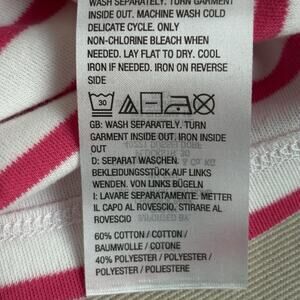 WASH SEPARATELY. TURN GARMENT
INSIDE OUT. MACHINE WASH COLD
DELICATE CYCLE. ONLY
NON-CHLORINE BLEACH WHEN
NEEDED. LAY FLAT TO DRY. COOL
IRON IF NEEDED. IRON ON REVERSE
SIDE
30
GB: WASH SEPARATELY. TURN
GARMENT INSIDE OUT. IRON INSIDE
OUT
D: SEPARAT WASCHEN.
BEKLEIDUNGSSTÜCK AUF LINKS
WENDEN. VON LINKS BÜGELN
I: LAVARE SEPARATAMENTE. METTER
IL CAPO AL ROVESCIO. STIRARE AL
ROVESCIO
60% COTTON / COTTON /
BAUMWOLLE / COTONE
40% POLYESTER / POLYESTER /
POLYESTER / POLIESTERE